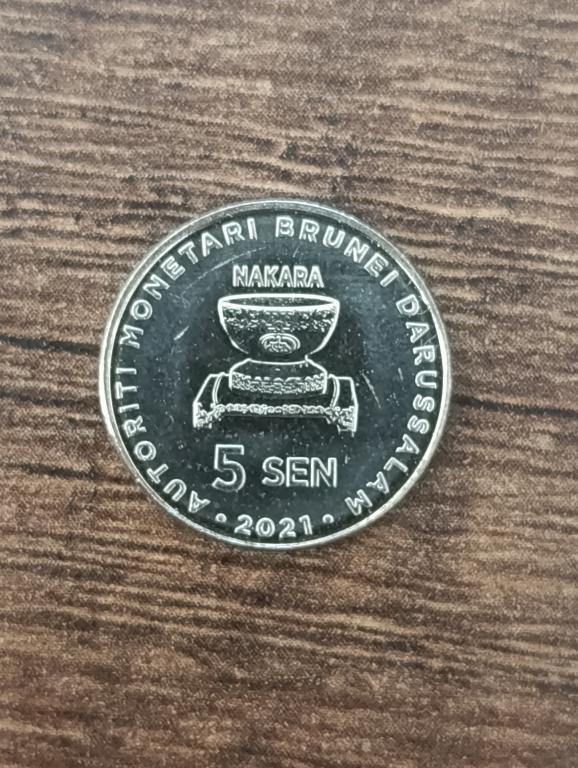 AUTORITI MONETARI BRUNEI DARUSSALAM
NAKARA
5 SEN
• 2021 •